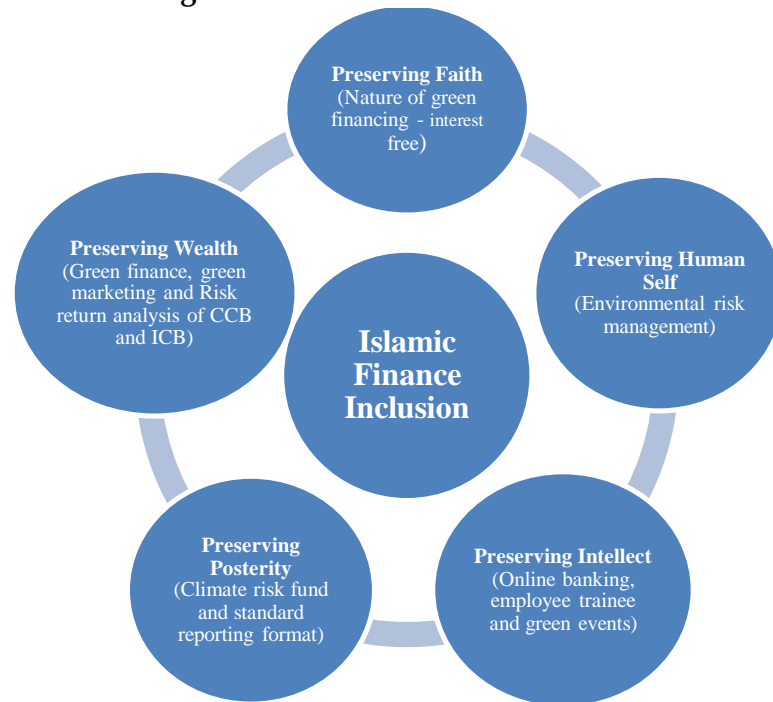 Preserving Faith
(Nature of green
financing - interest
free)
Preserving Human
Self
(Environmental risk
management)
Preserving Intellect
(Online banking,
employee trainee
and green events)
Preserving
Posterity
(Climate risk fund
and standard
reporting format)
Preserving Wealth
(Green finance, green
marketing and Risk
return analysis of CCB
and ICB)
Islamic
Finance
Inclusion